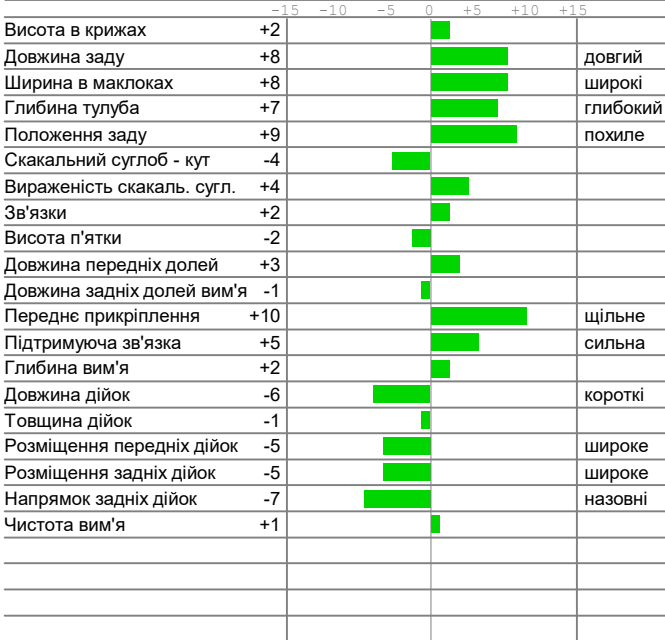 -15 -10 -5 0 +5 +10 +15
Висота в крижах +2
Довжина заду +8 довгий
Ширина в маклоках +8 широкі
Глибина тулуба +7 глибокий
Положення заду +9 похиле
Скакальний суглоб - кут -4
Вираженість скакаль. сугл. +4
Зв'язки +2
Висота п'ятки -2
Довжина передніх долей +3
Довжина задніх долей вим'я -1
Переднє прикріплення +10 щільне
Підтримуюча зв'язка +5 сильна
Глибина вим'я +2
Довжина дійок -6 короткі
Товщина дійок -1
Розміщення передніх дійок -5 широке
Розміщення задніх дійок -5 широке
Напрямок задніх дійок -7 назовні
Чистота вим'я +1